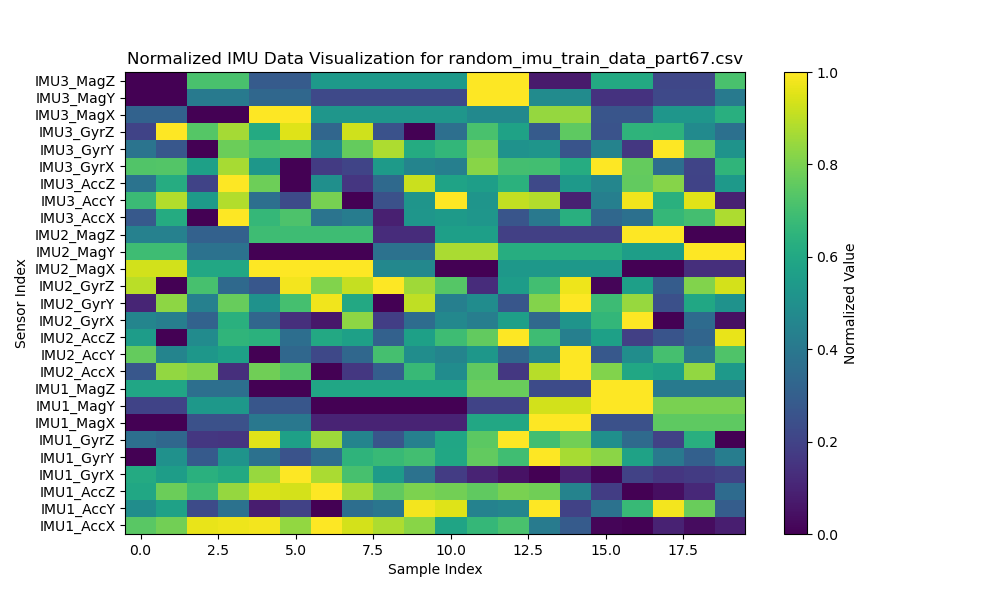 Normalized IMU Data Visualization for random_imu_train_data_part67.csv
IMU3_MagZ
IMU3_MagY
IMU3_MagX
IMU3_GyrZ
IMU3_GyrY
IMU3_GyrX
IMU3_AccZ
IMU3_AccY
IMU3_AccX
IMU2_MagZ
IMU2_MagY
IMU2_MagX
IMU2_GyrZ
IMU2_GyrY
IMU2_GyrX
IMU2_AccZ
IMU2_AccY
IMU2_AccX
IMU1_MagZ
IMU1_MagY
IMU1_MagX
IMU1_GyrZ
IMU1_GyrY
IMU1_GyrX
IMU1_AccZ
IMU1_AccY
IMU1_AccX
Sensor Index
0.0 2.5 5.0 7.5 10.0 12.5 15.0 17.5
Sample Index
1.0
0.8
0.6
0.4
0.2
0.0
Normalized Value